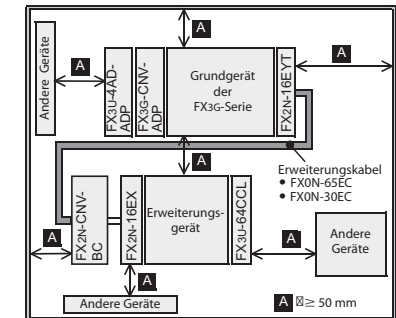 A
Andere Geräte
A
FX3U-4AD-
ADP
FX3G-CNV-
ADP
Grundgerät
der
FX3G-Serie
FX2N-16EYT
A
A
Erweiterungskabel
• FX0N-65EC
• FX0N-30EC
FX2N-CNV-
BC
FX2N-16EX
Erweiterungs-
gerät
FX3U-64CCL
A
A
Andere
Geräte
A
Andere Geräte
A ≥ 50 mm